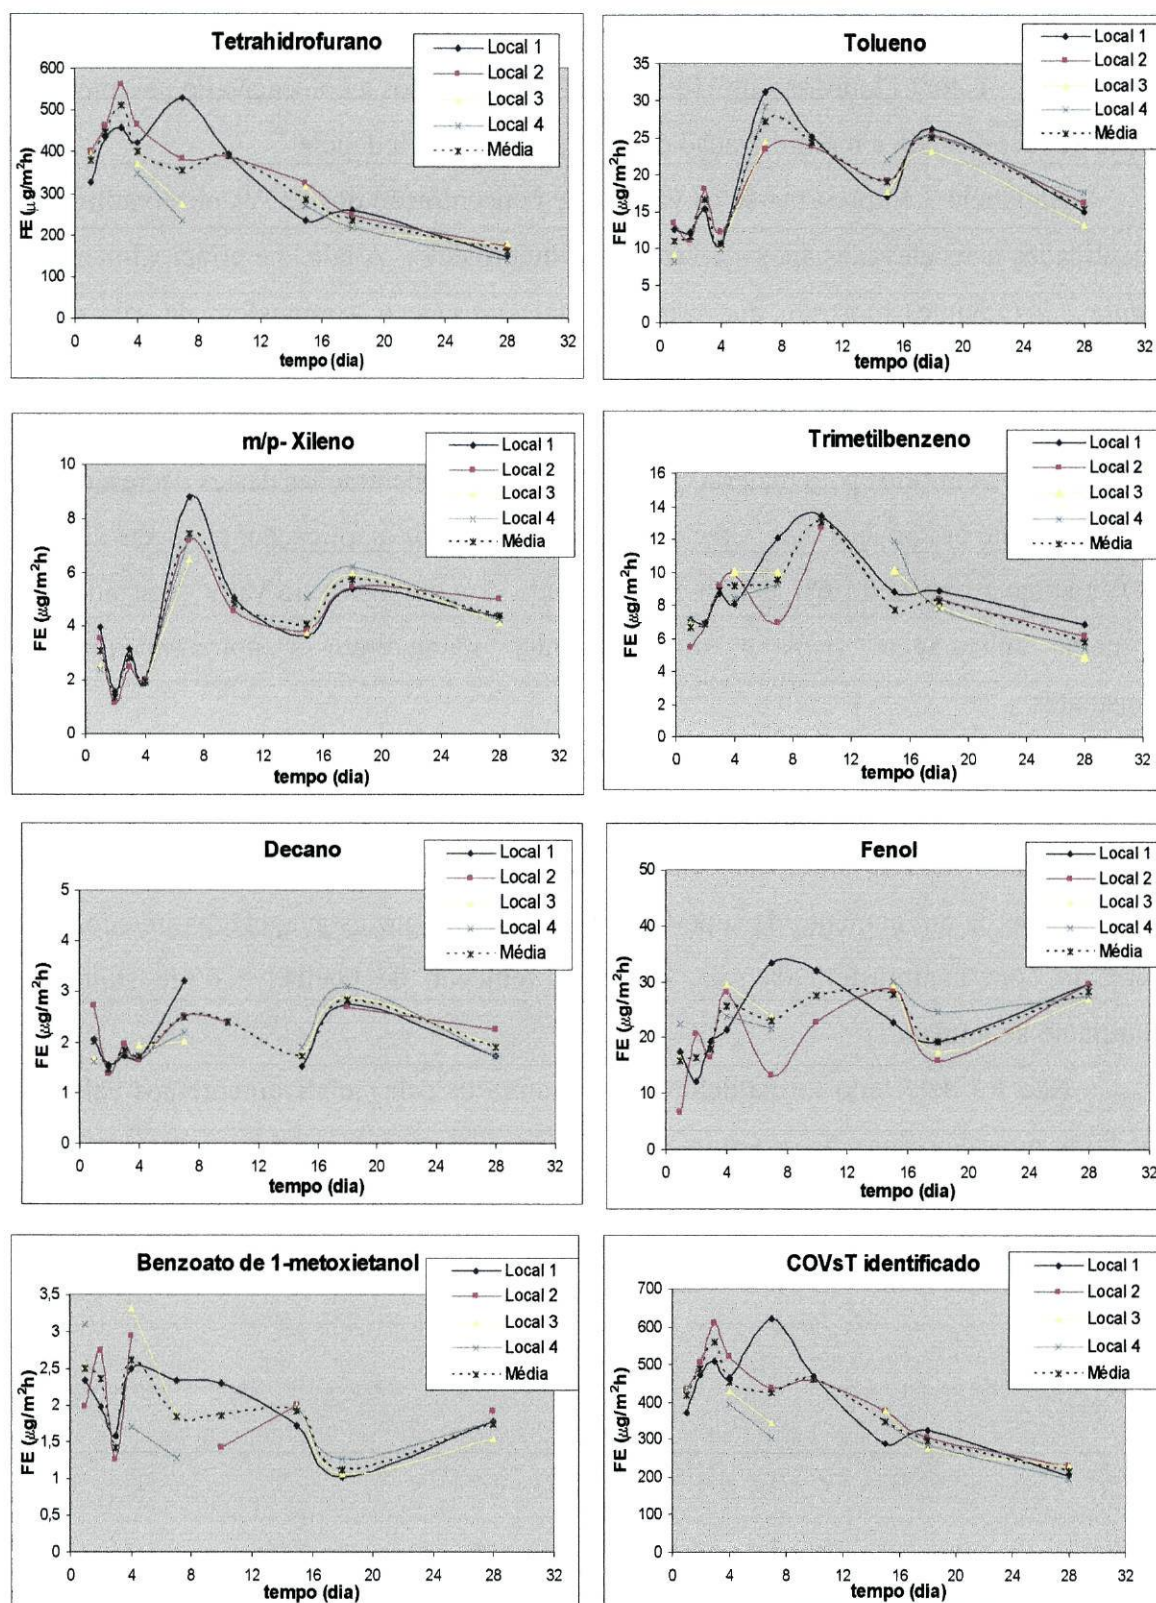 Tetrahidrofurano
Local 1
Local 2
Local 3
Local 4
Média
FE (µg/m²h)
600
500
400
300
200
100
0
0 4 8 12 16 20 24 28 32
tempo (dia)
Tolueno
Local 1
Local 2
Local 3
Local 4
Média
FE (µg/m²h)
35
30
25
20
15
10
5
0
0 4 8 12 16 20 24 28 32
tempo (dia)
m/p- Xileno
Local 1
Local 2
Local 3
Local 4
Média
FE (µg/m²h)
10
8
6
4
2
0
0 4 8 12 16 20 24 28 32
tempo (dia)
Trimetilbenzeno
Local 1
Local 2
Local 3
Local 4
Média
FE (µg/m²h)
16
14
12
10
8
6
4
2
0
0 4 8 12 16 20 24 28 32
tempo (dia)
Decano
Local 1
Local 2
Local 3
Local 4
Média
FE (µg/m²h)
5
4
3
2
1
0
0 4 8 12 16 20 24 28 32
tempo (dia)
Fenol
Local 1
Local 2
Local 3
Local 4
Média
FE (µg/m²h)
50
40
30
20
10
0
0 4 8 12 16 20 24 28 32
tempo (dia)
Benzoato de 1-metoxietanol
Local 1
Local 2
Local 3
Local 4
Média
FE (µg/m²h)
3,5
3
2,5
2
1,5
1
0,5
0
0 4 8 12 16 20 24 28 32
tempo (dia)
COVsT identificado
Local 1
Local 2
Local 3
Local 4
Média
FE (µg/m²h)
700
600
500
400
300
200
100
0
0 4 8 12 16 20 24 28 32
tempo (dia)